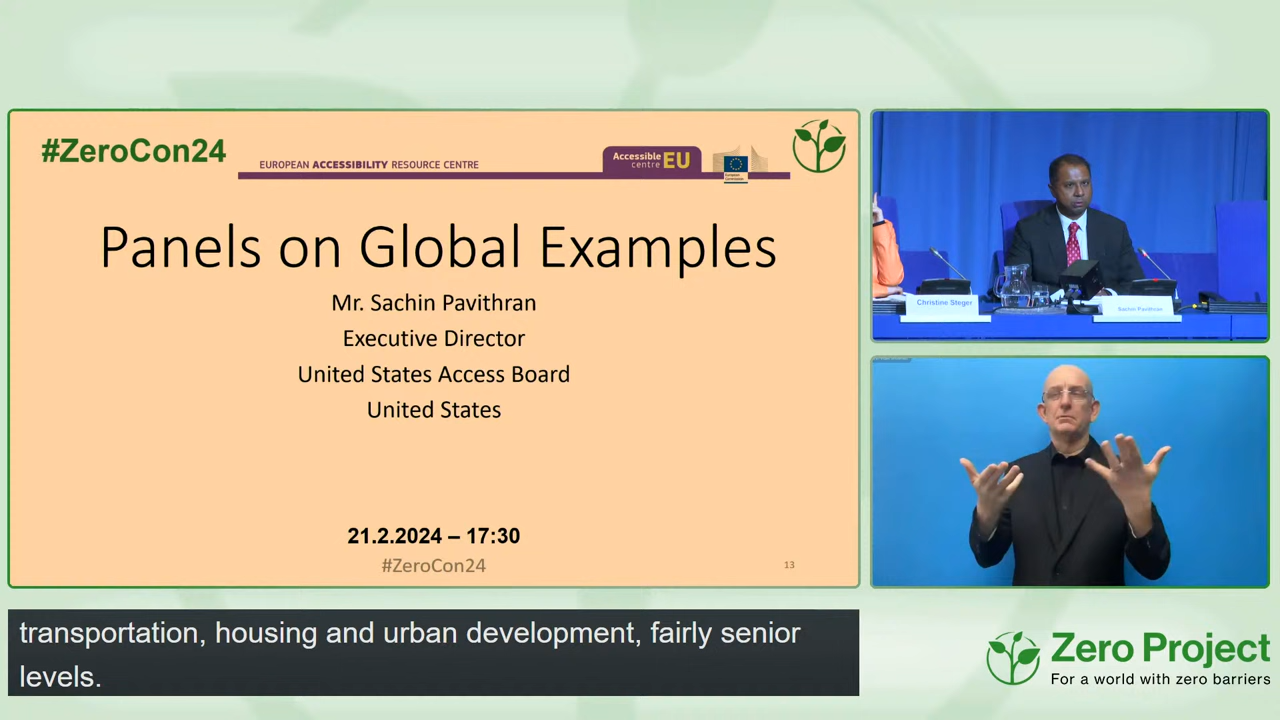 #ZeroCon24
EUROPEAN ACCESSIBILITY RESOURCE CENTRE
Accessible
centre EU
European
Commission
Panels on Global Examples
Mr. Sachin Pavithran
Executive Director
United States Access Board
United States
21.2.2024 – 17:30
#ZeroCon24
13
Christine Steger
Sachin Pavithran
transportation, housing and urban development, fairly senior
levels.
Zero Project
For a world with zero barriers